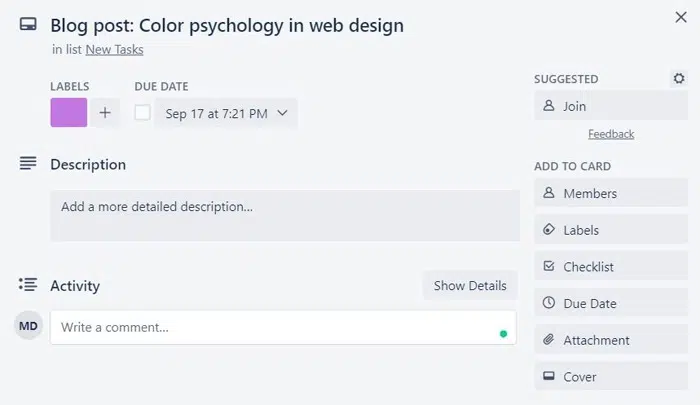 Blog post: Color psychology in web design
in list New Tasks
LABELS
DUE DATE
Sep 17 at 7:21 PM
Description
Add a more detailed description...
Activity
Show Details
MD
Write a comment...
SUGGESTED
Join
Feedback
ADD TO CARD
Members
Labels
Checklist
Due Date
Attachment
Cover